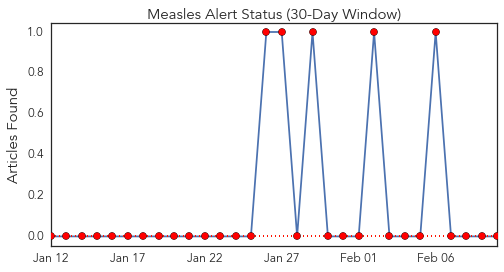 Measles Alert Status (30-Day Window)
Articles Found
1.0
0.8
0.6
0.4
0.2
0.0
Jan 12 Jan 17 Jan 22 Jan 27 Feb 01 Feb 06